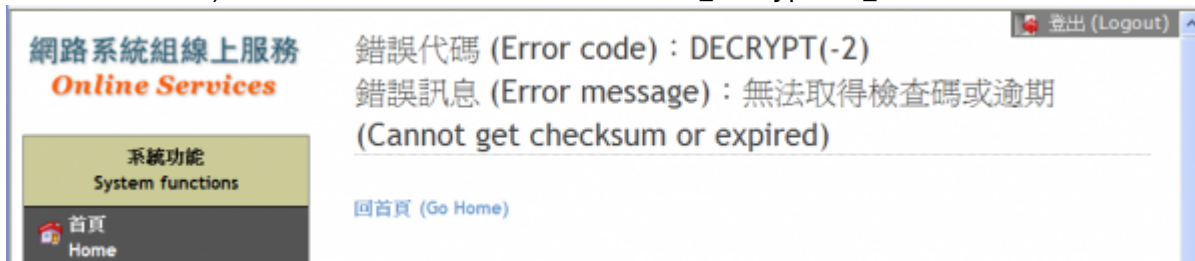 登出 (Logout)
網路系統組線上服務
Online Services
錯誤代碼 (Error code)：DECRYPT(-2)
錯誤訊息 (Error message)：無法取得檢查碼或逾期
(Cannot get checksum or expired)
系統功能
System functions
首頁
Home
回首頁 (Go Home)